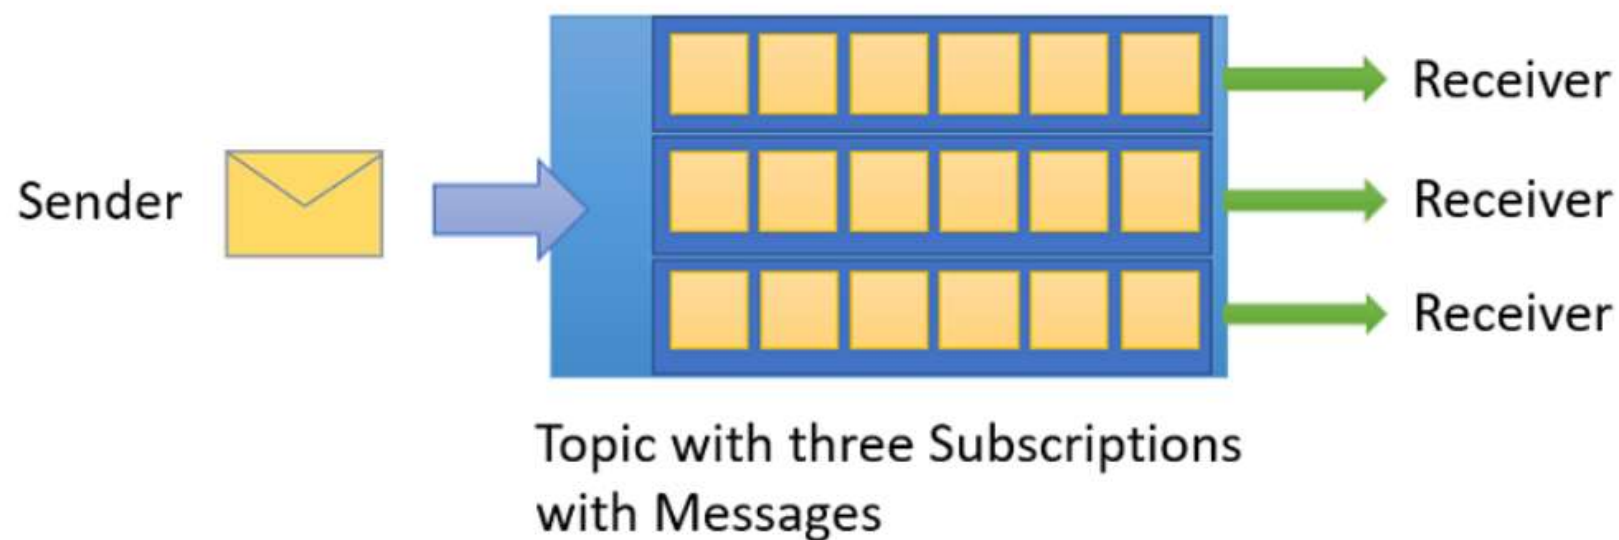 Receiver
Sender
Receiver
Receiver
Topic with three Subscriptions
with Messages